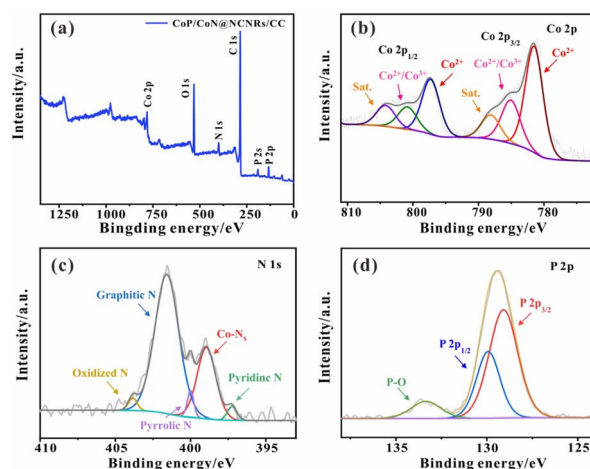 (a)
CoP/CoN@NCNRs/CC
C 1s
O 1s
Co 2p
N 1s
P 2s
P 2p
Intensity/a.u.
1250 1000 750 500 250 0
Bingding energy/eV
(b)
Co 2p
Co 2p3/2
Co 2p1/2
Co²⁺/Co³⁺
Co²⁺
Co²⁺/Co³⁺
Co²⁺
Sat.
Sat.
Intensity/a.u.
810 800 790 780
Binding energy/eV
(c)
N 1s
Graphitic N
Co-Nx
Oxidized N
Pyridinc N
Pyrrolic N
Intensity/a.u.
410 405 400 395
Binding energy/eV
(d)
P 2p
P 2p3/2
P 2p1/2
P-O
Intensity/a.u.
135 130 125
Binding energy/eV